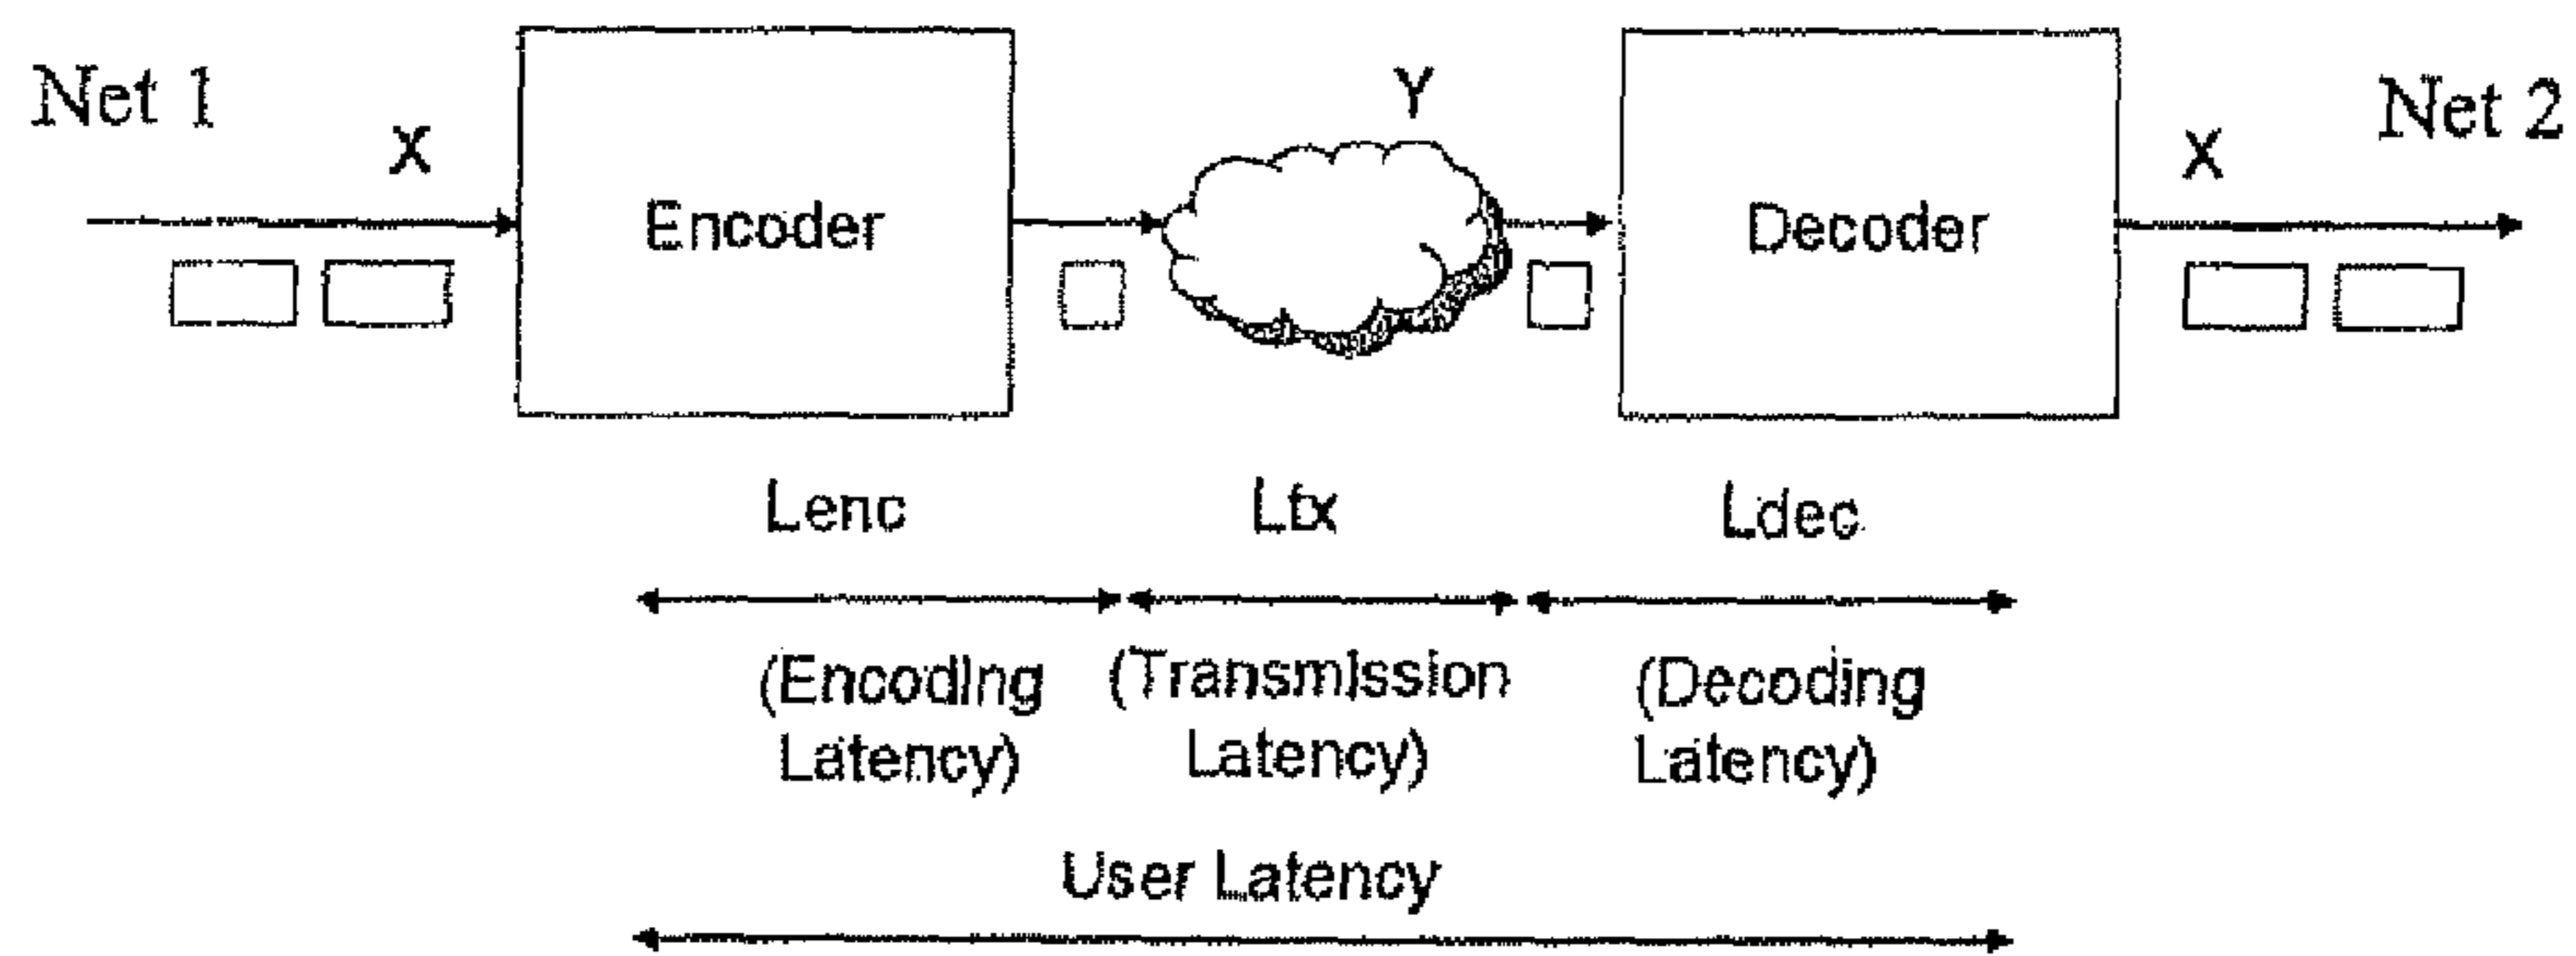 Net 1
X
Encoder
Y
Decoder
X
Net 2
Lenc
Ltx
Ldec
(Encoding
Latency)
(Transmission
Latency)
(Decoding
Latency)
User Latency